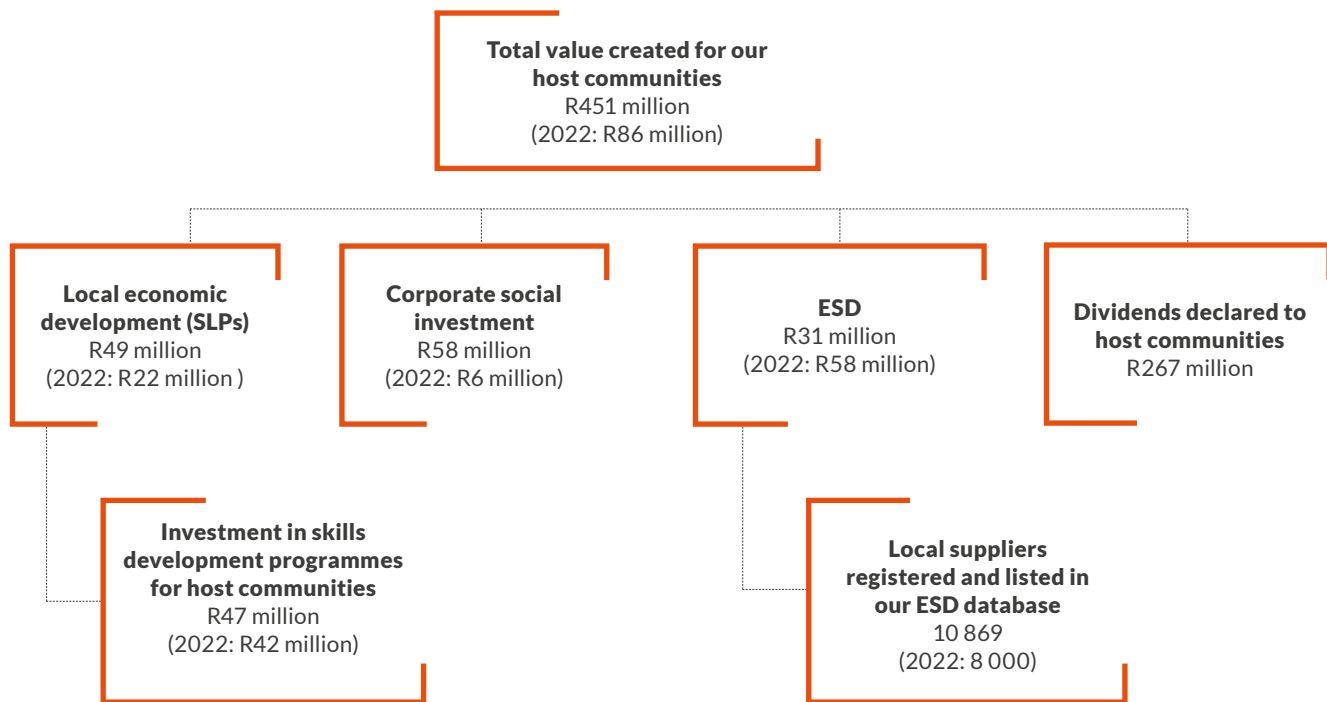 Total value created for our
host communities
R451 million
(2022: R86 million)
Local economic
development (SLPs)
R49 million
(2022: R22 million )
Corporate social
investment
R58 million
(2022: R6 million)
ESD
R31 million
(2022: R58 million)
Dividends declared to
host communities
R267 million
Investment in skills
development programmes
for host communities
R47 million
(2022: R42 million)
Local suppliers
registered and listed in
our ESD database
10 869
(2022: 8 000)